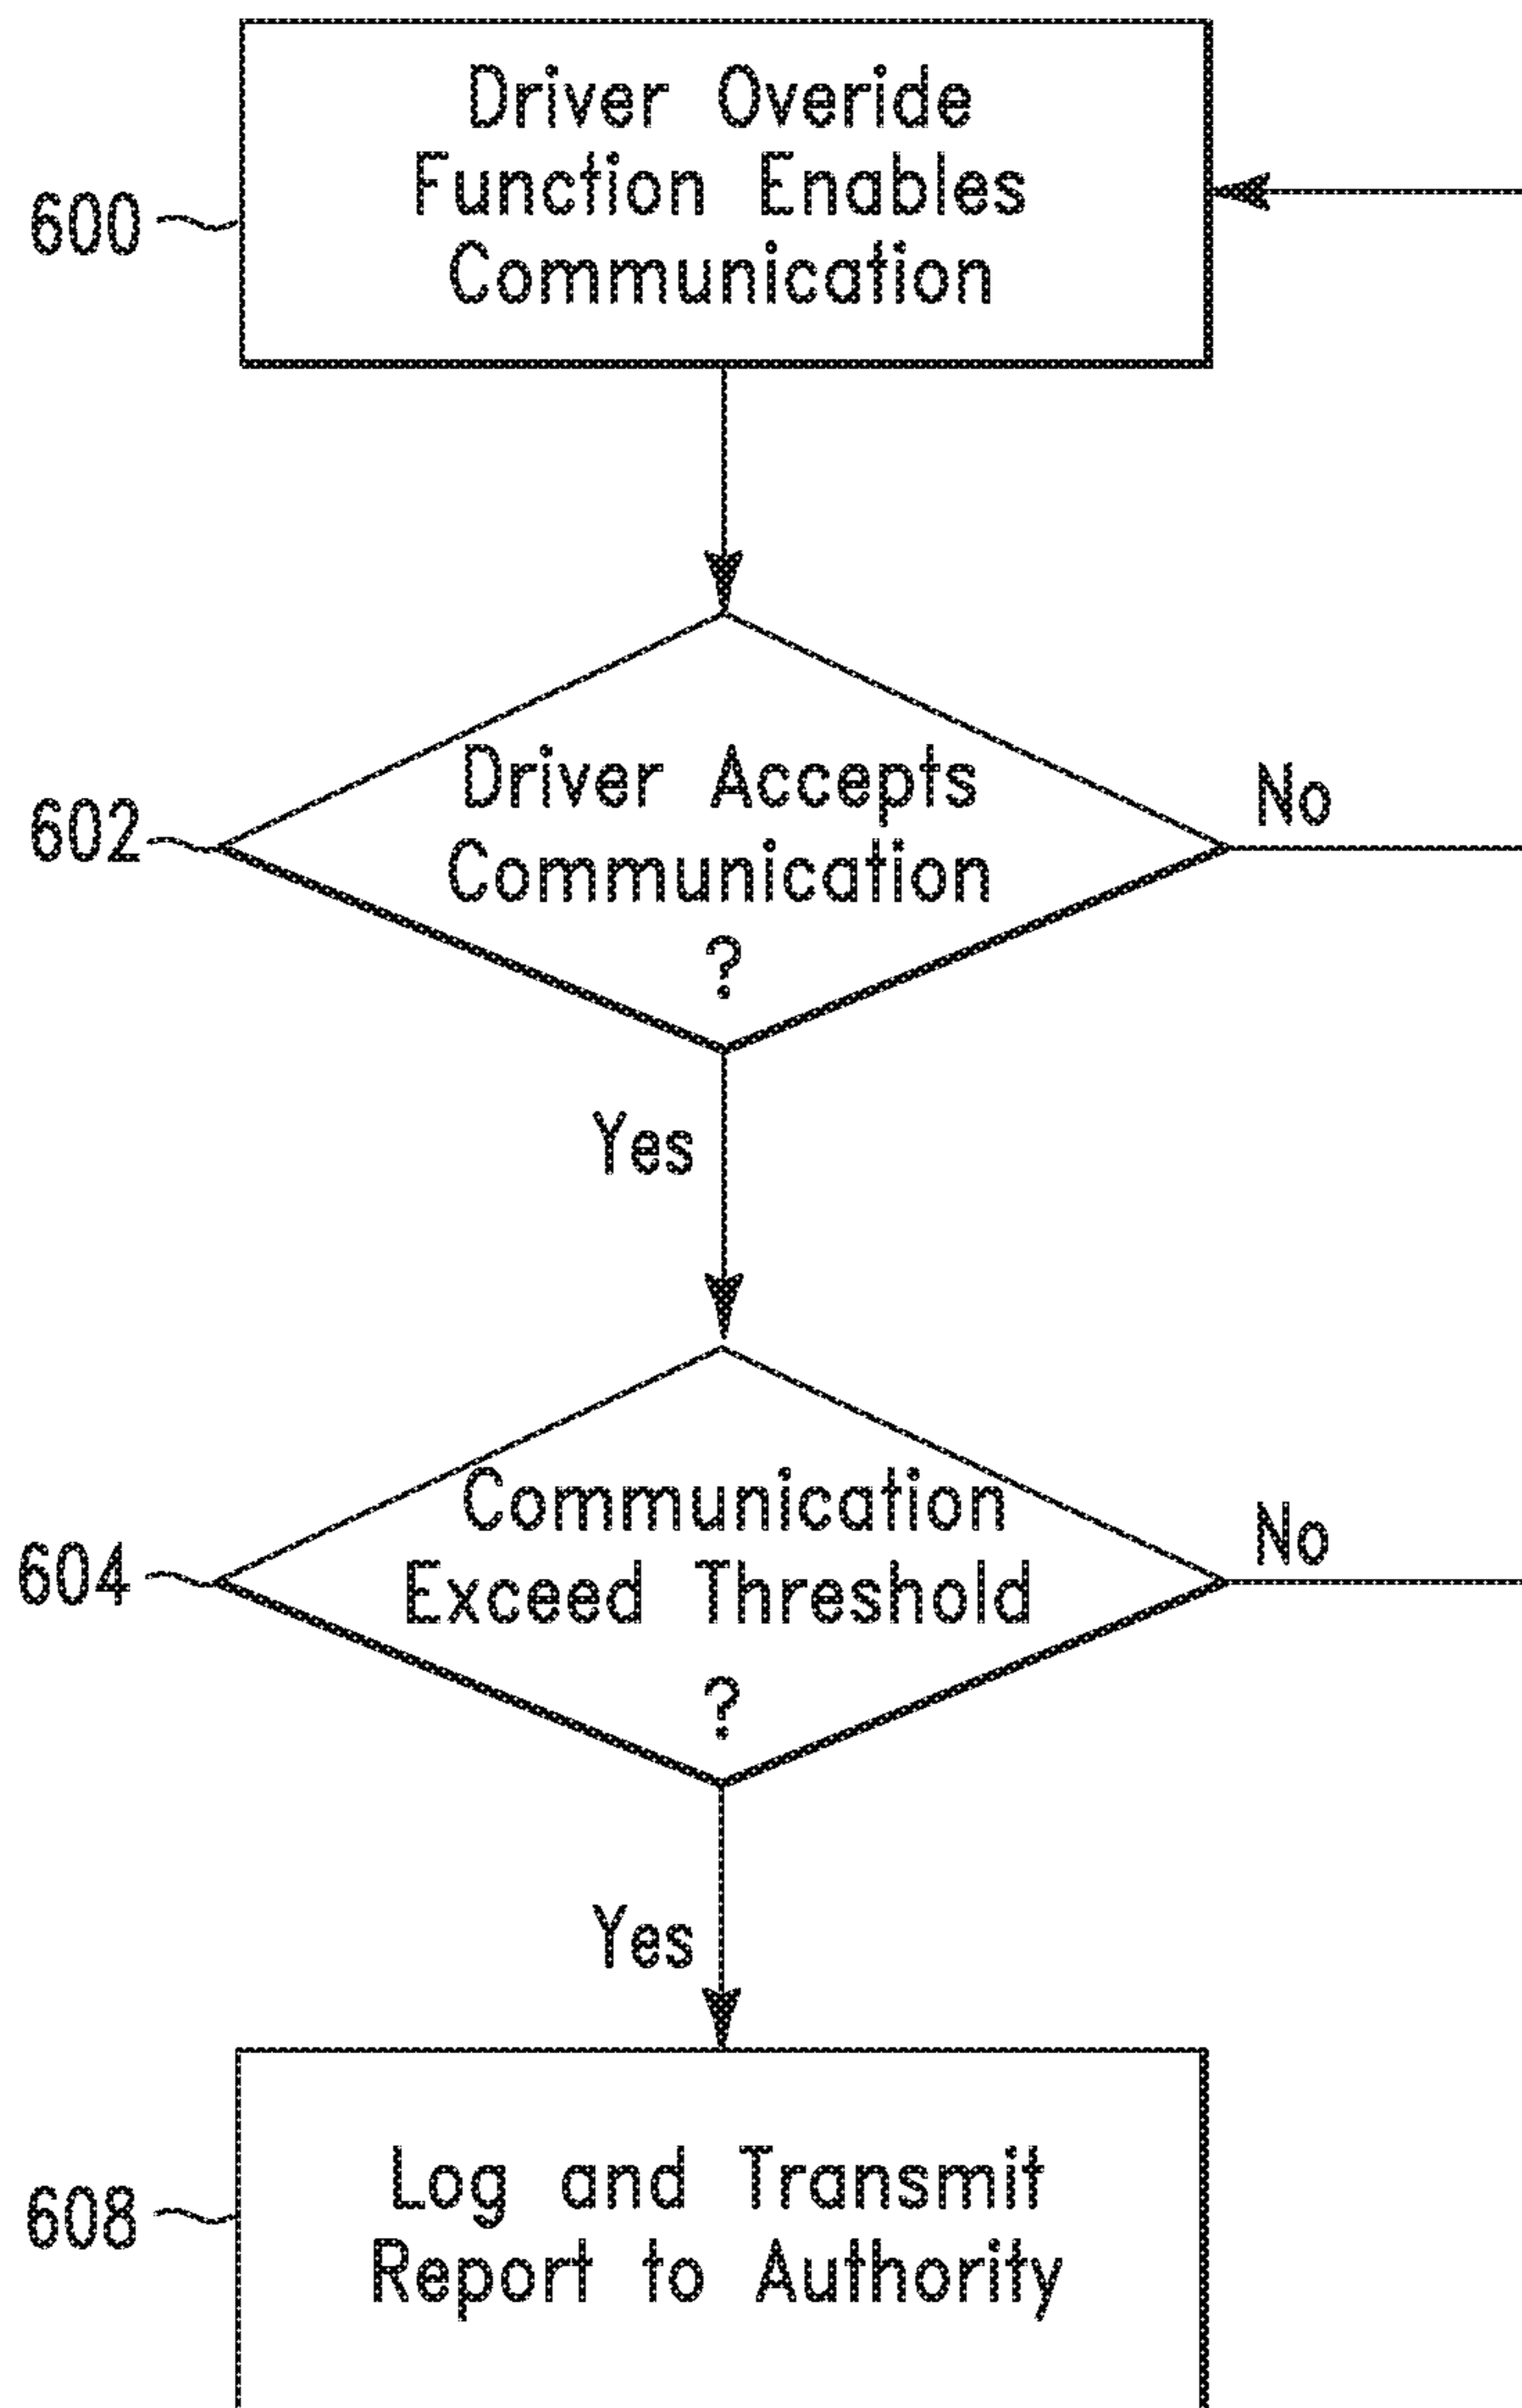 Driver Overide
Function Enables
Communication
600
Driver Accepts
Communication
?
602
No
Yes
Communication
Exceed Threshold
?
604
No
Yes
Log and Transmit
Report to Authority
608